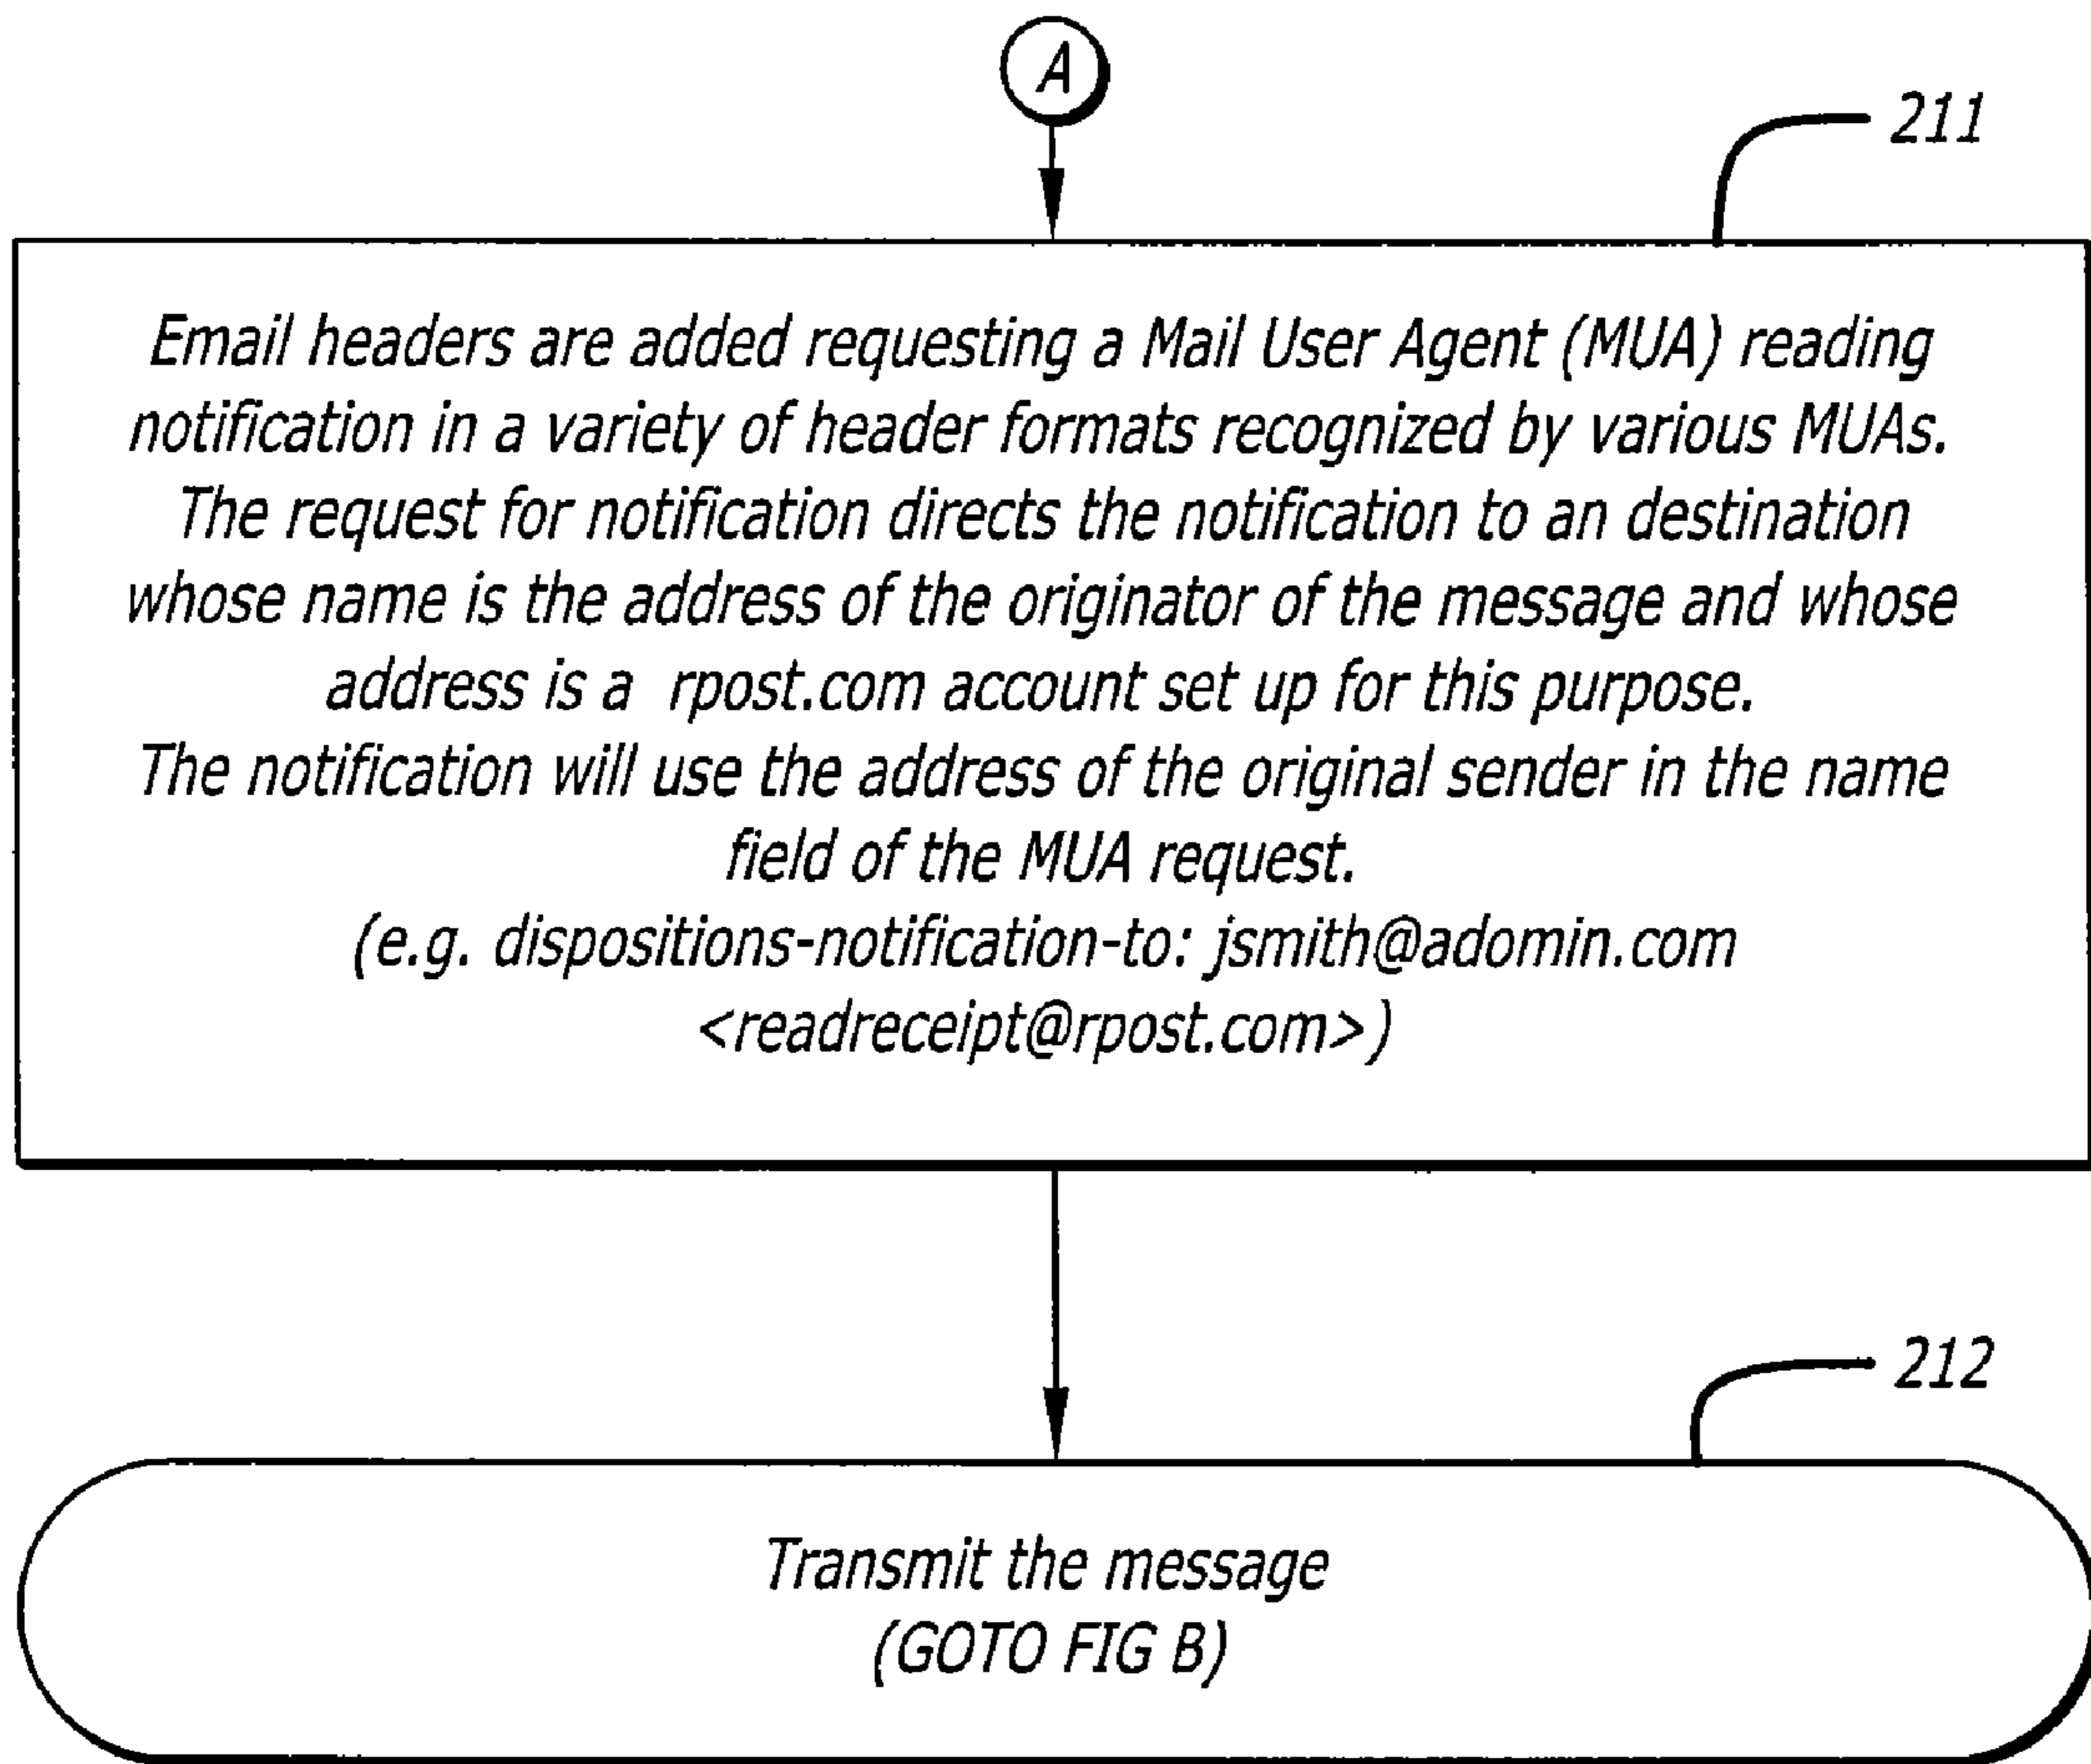 A
211
Email headers are added requesting a Mail User Agent (MUA) reading
notification in a variety of header formats recognized by various MUAs.
The request for notification directs the notification to an destination
whose name is the address of the originator of the message and whose
address is a rpost.com account set up for this purpose.
The notification will use the address of the original sender in the name
field of the MUA request.
(e.g. dispositions-notification-to: jsmith@adomin.com
<readreceipt@rpost.com>)
212
Transmit the message
(GOTO FIG B)